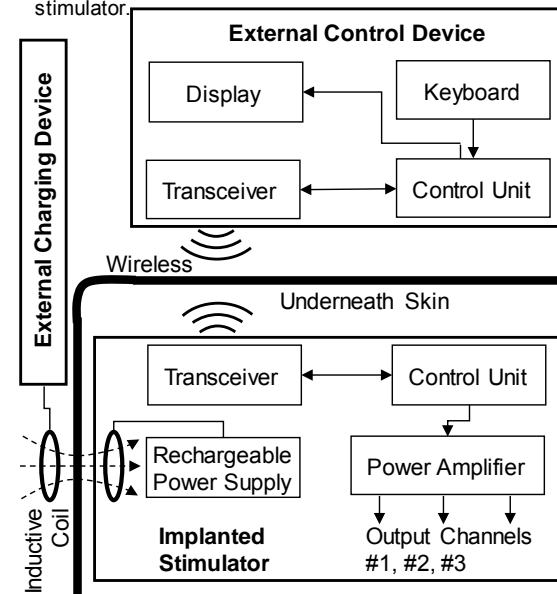 stimulator.
External Control Device
Display
Keyboard
Transceiver
Control Unit
External Charging Device
Wireless
Underneath Skin
Transceiver
Control Unit
Rechargeable
Power Supply
Power Amplifier
Inductive
Coil
Implanted
Stimulator
Output Channels
#1, #2, #3